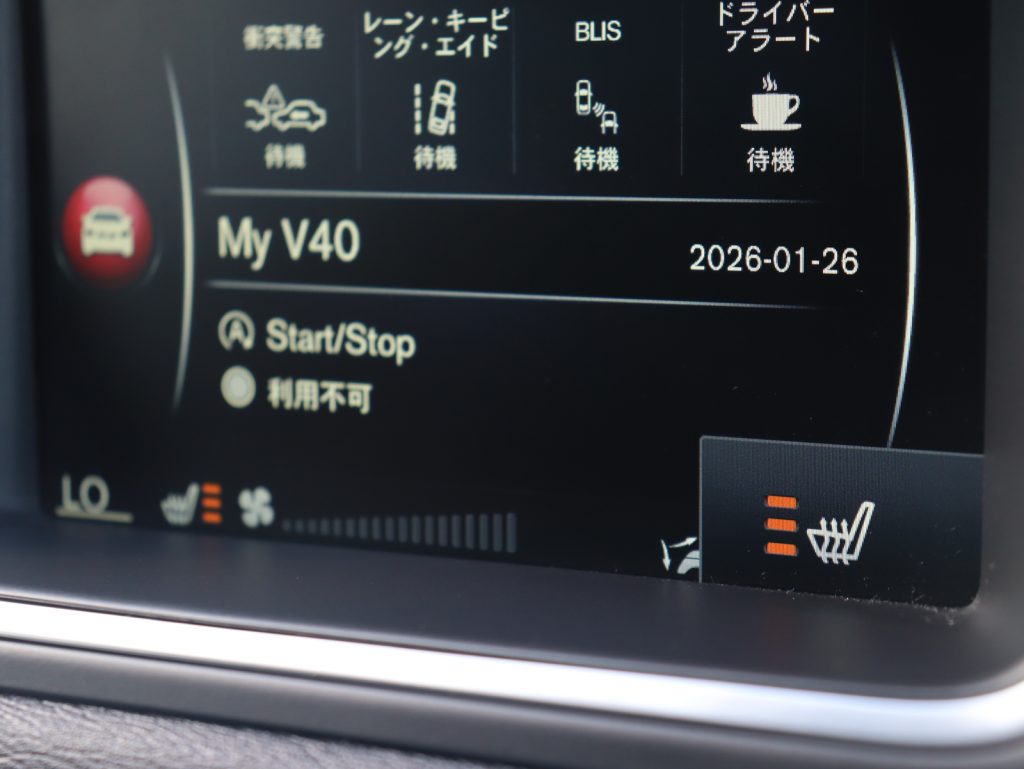 衝突警告
レーン・キーピ
ング・エイド
BLIS
ドライバー
アラート
待機
待機
待機
待機
My V40
2026-01-26
A Start/Stop
利用不可
LO